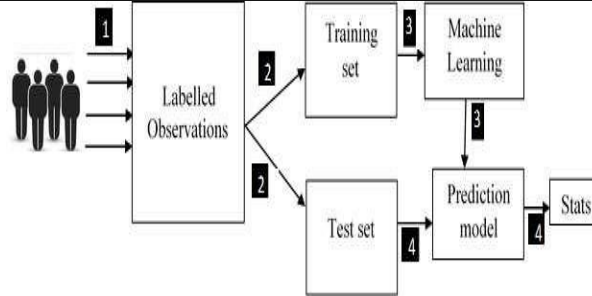 1
Labelled
Observations
2
2
Training
set
3
Machine
Learning
3
Test set
4
Prediction
model
4
Stats